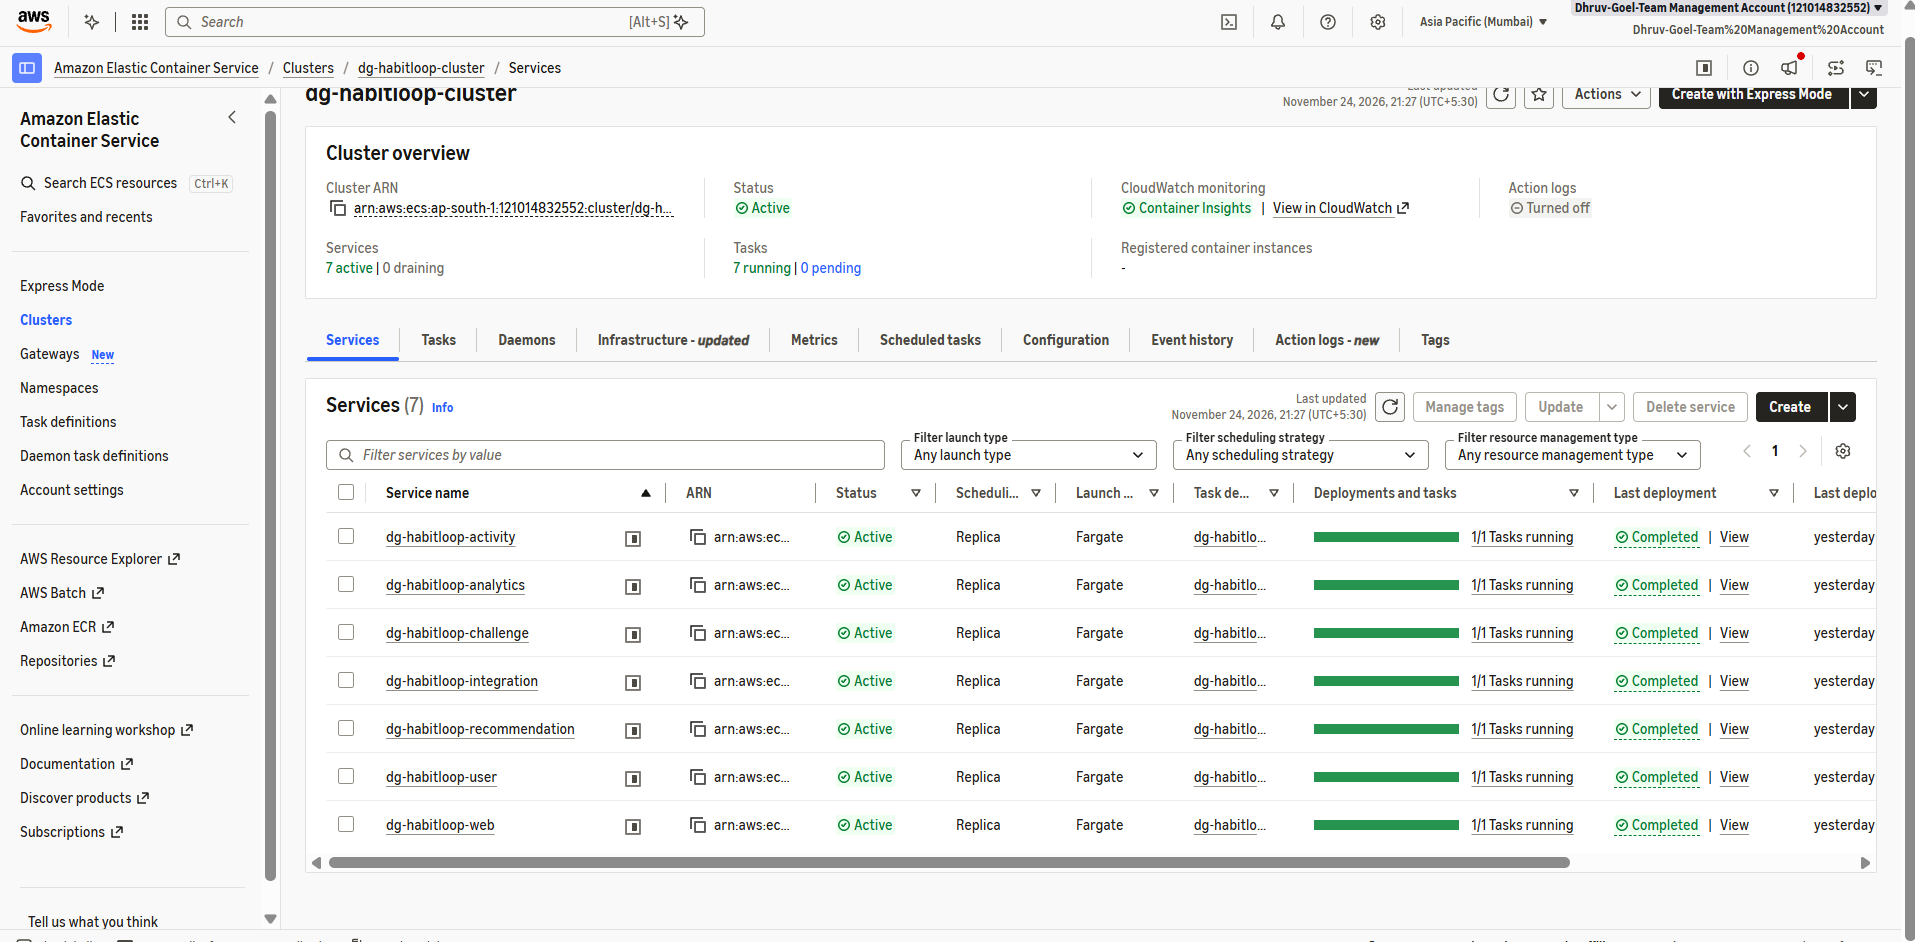 aws
Search [Alt+S]
Asia Pacific (Mumbai)
Dhruv-Goel-Team Management Account (121014832552)
Dhruv-Goel-Team%20Management%20Account
Amazon Elastic Container Service / Clusters / dg-habitloop-cluster / Services
Amazon Elastic
Container Service
Search ECS resources Ctrl+K
Favorites and recents
Express Mode
Clusters
Gateways New
Namespaces
Task definitions
Daemon task definitions
Account settings
AWS Resource Explorer
AWS Batch
Amazon ECR
Repositories
Online learning workshop
Documentation
Discover products
Subscriptions
Tell us what you think
dg-habitloop-cluster
Last updated
November 24, 2026, 21:27 (UTC+5:30)
Actions
Create with Express Mode
Cluster overview
Cluster ARN
arn:aws:ecs:ap-south-1:121014832552:cluster/dg-h...
Status
Active
CloudWatch monitoring
Container Insights | View in CloudWatch
Action logs
Turned off
Services
7 active | 0 draining
Tasks
7 running | 0 pending
Registered container instances
-
Services Tasks Daemons Infrastructure - updated Metrics Scheduled tasks Configuration Event history Action logs - new Tags
Services (7) Info
Last updated
November 24, 2026, 21:27 (UTC+5:30)
Manage tags Update Delete service Create
Filter services by value
Filter launch type
Any launch type
Filter scheduling strategy
Any scheduling strategy
Filter resource management type
Any resource management type
1
Service name ARN Status Scheduli... Launch ... Task de... Deployments and tasks Last deployment Last deplo
dg-habitloop-activity arn:aws:ec... Active Replica Fargate dg-habitlo... 1/1 Tasks running Completed | View yesterday
dg-habitloop-analytics arn:aws:ec... Active Replica Fargate dg-habitlo... 1/1 Tasks running Completed | View yesterday
dg-habitloop-challenge arn:aws:ec... Active Replica Fargate dg-habitlo... 1/1 Tasks running Completed | View yesterday
dg-habitloop-integration arn:aws:ec... Active Replica Fargate dg-habitlo... 1/1 Tasks running Completed | View yesterday
dg-habitloop-recommendation arn:aws:ec... Active Replica Fargate dg-habitlo... 1/1 Tasks running Completed | View yesterday
dg-habitloop-user arn:aws:ec... Active Replica Fargate dg-habitlo... 1/1 Tasks running Completed | View yesterday
dg-habitloop-web arn:aws:ec... Active Replica Fargate dg-habitlo... 1/1 Tasks running Completed | View yesterday